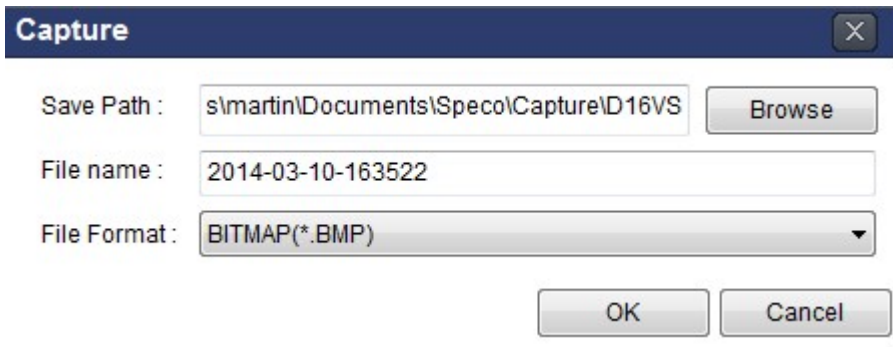 Capture
Save Path : s\martin\Documents\Speco\Capture\D16VS Browse
File name : 2014-03-10-163522
File Format : BITMAP(*.BMP)
OK Cancel